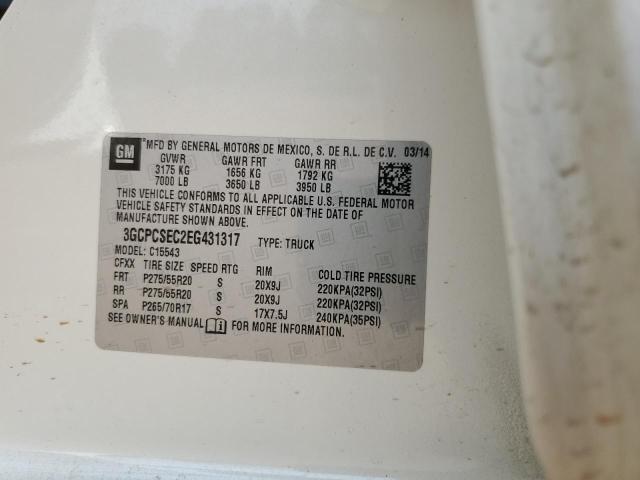 GM MFD BY GENERAL MOTORS DE MEXICO, S. DE R.L. DE C.V. 03/14
GVWR GAWR FRT GAWR RR
3175 KG 1656 KG 1792 KG
7000 LB 3650 LB 3950 LB
THIS VEHICLE CONFORMS TO ALL APPLICABLE U.S. FEDERAL MOTOR
VEHICLE SAFETY STANDARDS IN EFFECT ON THE DATE OF
MANUFACTURE SHOWN ABOVE.
3GCPCSEC2EG431317 TYPE: TRUCK
MODEL: C15543
CFXX TIRE SIZE SPEED RTG RIM COLD TIRE PRESSURE
FRT P275/55R20 S 20X9J 220KPA(32PSI)
RR P275/55R20 S 20X9J 220KPA(32PSI)
SPA P265/70R17 S 17X7.5J 240KPA(35PSI)
SEE OWNER'S MANUAL FOR MORE INFORMATION